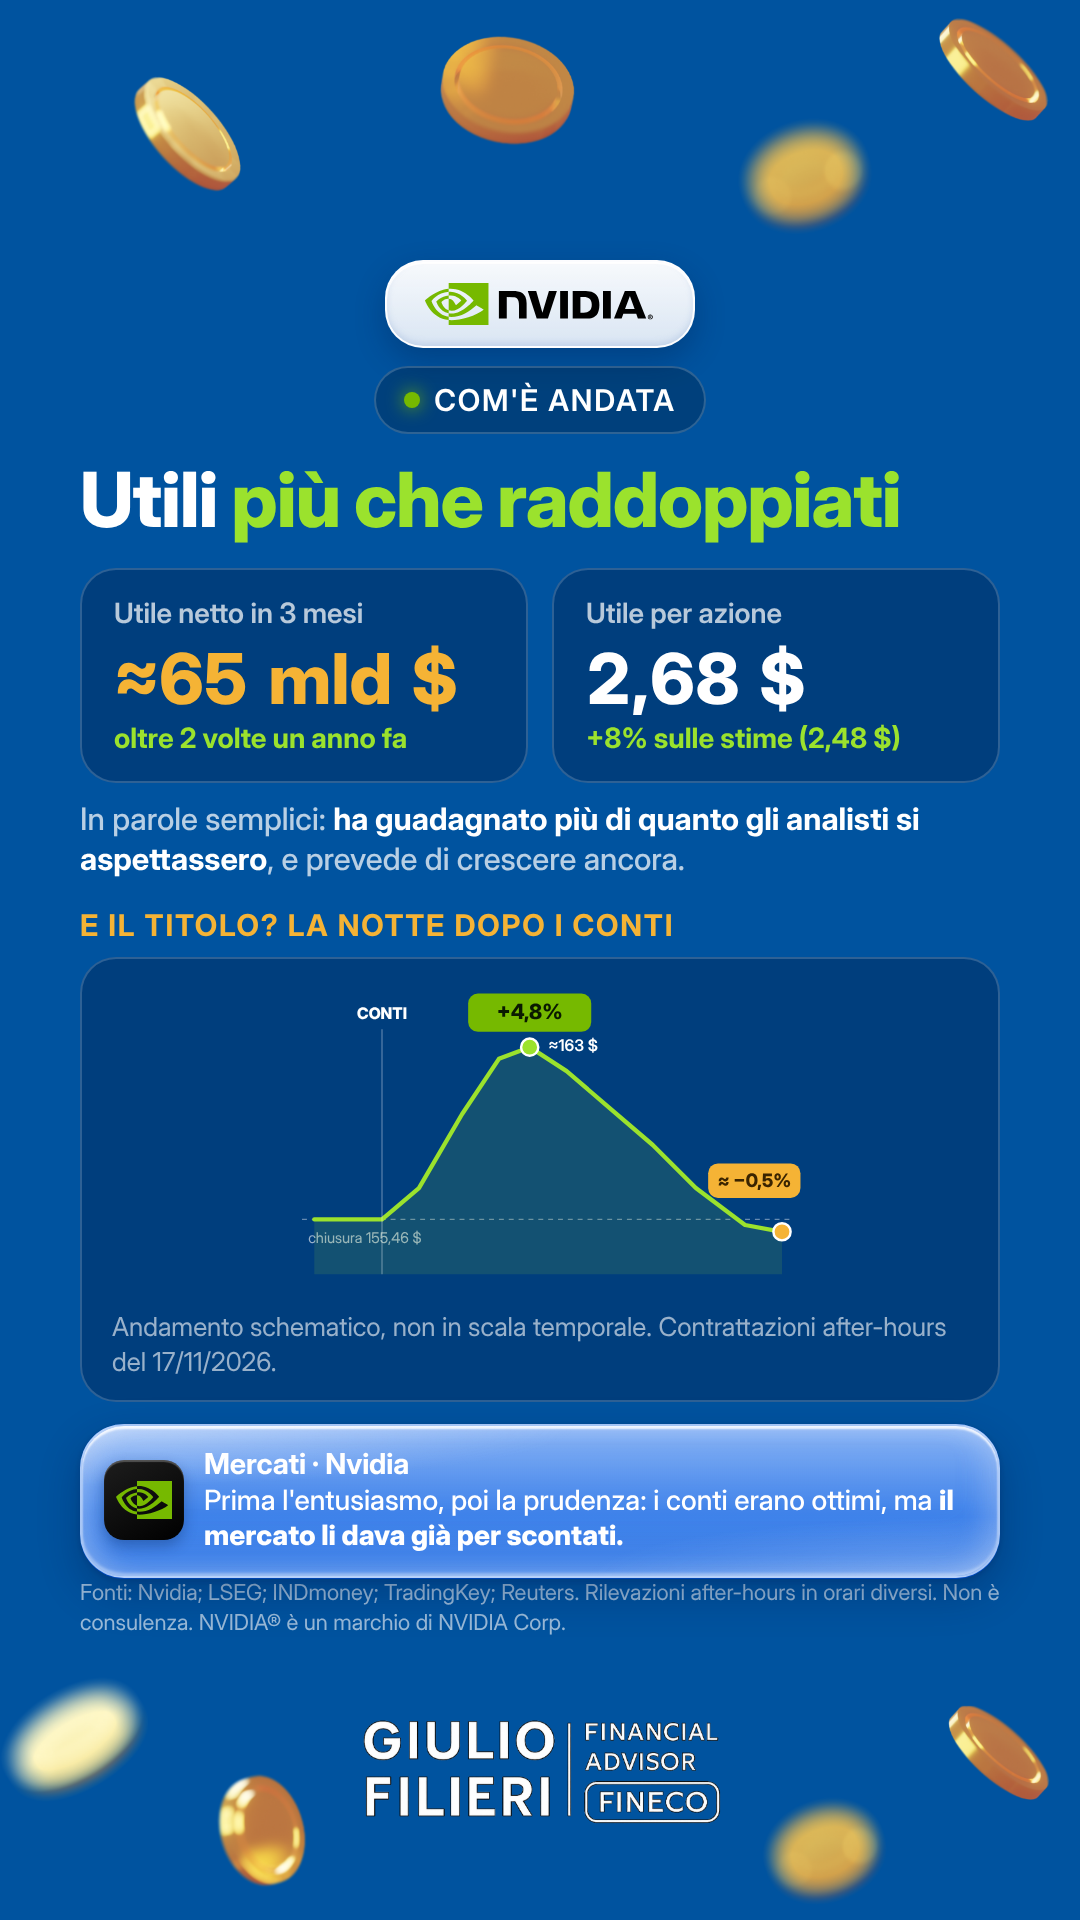 NVIDIA®
COM'È ANDATA
Utili più che raddoppiati
Utile netto in 3 mesi
≈65 mld $
oltre 2 volte un anno fa
Utile per azione
2,68 $
+8% sulle stime (2,48 $)
In parole semplici: ha guadagnato più di quanto gli analisti si
aspettassero, e prevede di crescere ancora.
E IL TITOLO? LA NOTTE DOPO I CONTI
CONTI
+4,8%
≈163 $
≈ −0,5%
chiusura 155,46 $
Andamento schematico, non in scala temporale. Contrattazioni after-hours
del 17/11/2026.
Mercati · Nvidia
Prima l'entusiasmo, poi la prudenza: i conti erano ottimi, ma il
mercato li dava già per scontati.
Fonti: Nvidia; LSEG; INDmoney; TradingKey; Reuters. Rilevazioni after-hours in orari diversi. Non è
consulenza. NVIDIA® è un marchio di NVIDIA Corp.
GIULIO
FILIERI
FINANCIAL
ADVISOR
FINECO